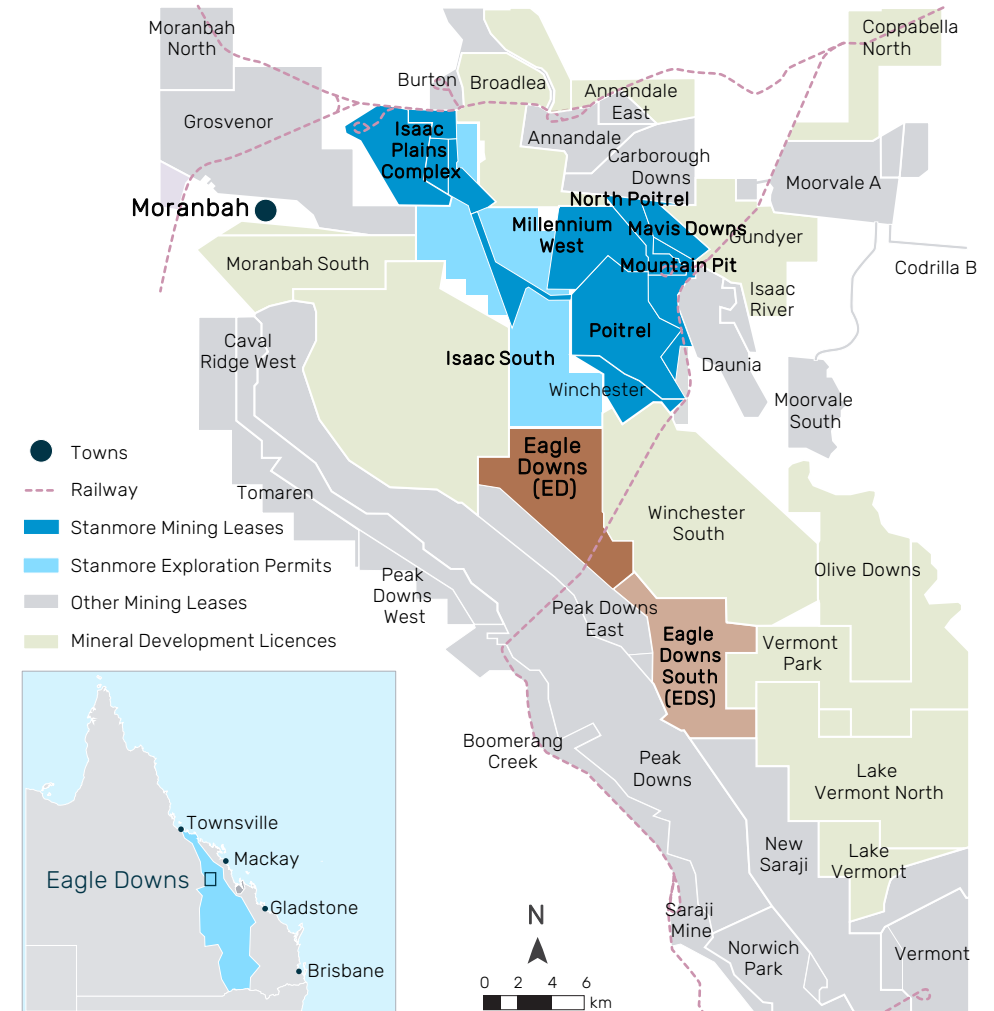 Moranbah
North
Coppabella
North
Burton
Broadlea
Annandale
East
Grosvenor
Isaac
Plains
Complex
Annandale
Carborough
Downs
Moorvale A
North Poitrel
Moranbah
Millennium
West
Mavis Downs
Gundyer
Moranbah South
Mountain Pit
Codrilla B
Isaac
River
Poitrel
Caval
Ridge West
Isaac South
Daunia
Winchester
Moorvale
South
Eagle
Downs
(ED)
Towns
Railway
Stanmore Mining Leases
Stanmore Exploration Permits
Other Mining Leases
Mineral Development Licences
Tomaren
Winchester
South
Olive Downs
Peak
Downs
West
Peak Downs
East
Eagle
Downs
South
(EDS)
Vermont
Park
Boomerang
Creek
Peak
Downs
Lake
Vermont North
New
Saraji
Lake
Vermont
Saraji
Mine
Norwich
Park
Vermont
Townsville
Mackay
Eagle Downs
Gladstone
Brisbane
N
0 2 4 6
km